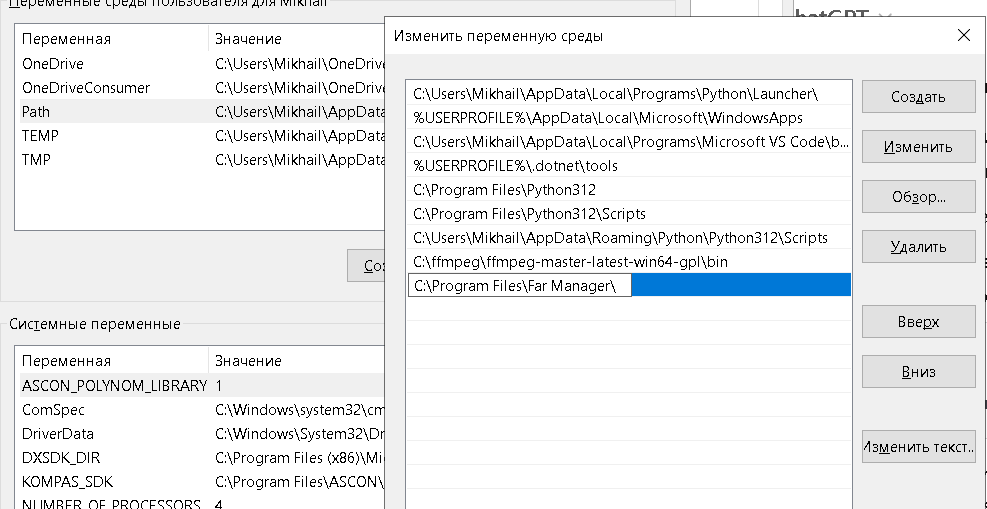 Переменные среды пользователя для Mikhail
Переменная Значение
OneDrive C:\Users\Mikhail\OneDrive
OneDriveConsumer C:\Users\Mikhail\OneDrive
Path C:\Users\Mikhail\AppData
TEMP C:\Users\Mikhail\AppData
TMP C:\Users\Mikhail\AppData
Соз
Системные переменные
Переменная Значение
ASCON_POLYNOM_LIBRARY 1
ComSpec C:\Windows\system32\cm
DriverData C:\Windows\System32\Dr
DXSDK_DIR C:\Program Files (x86)\Mi
KOMPAS_SDK C:\Program Files\ASCON\
NUMBER_OF_PROCESSORS 4
hatGPT
Изменить переменную среды
C:\Users\Mikhail\AppData\Local\Programs\Python\Launcher\
%USERPROFILE%\AppData\Local\Microsoft\WindowsApps
C:\Users\Mikhail\AppData\Local\Programs\Microsoft VS Code\b...
%USERPROFILE%\.dotnet\tools
C:\Program Files\Python312
C:\Program Files\Python312\Scripts
C:\Users\Mikhail\AppData\Roaming\Python\Python312\Scripts
C:\ffmpeg\ffmpeg-master-latest-win64-gpl\bin
C:\Program Files\Far Manager\
Создать
Изменить
Обзор...
Удалить
Вверх
Вниз
Изменить текст..